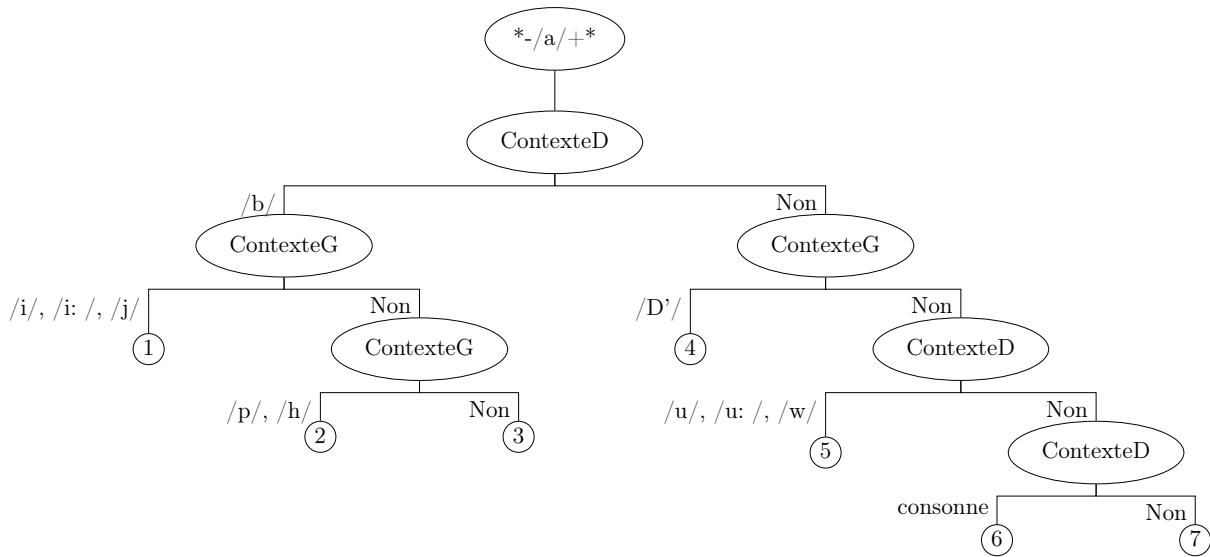 *-/a/+*
ContexteD
/b/
Non
ContexteG
ContexteG
/i/, /i: /, /j/
Non
/D’/
Non
1
ContexteG
4
ContexteD
/p/, /h/
Non
/u/, /u: /, /w/
Non
2
3
5
ContexteD
consonne
Non
6
7